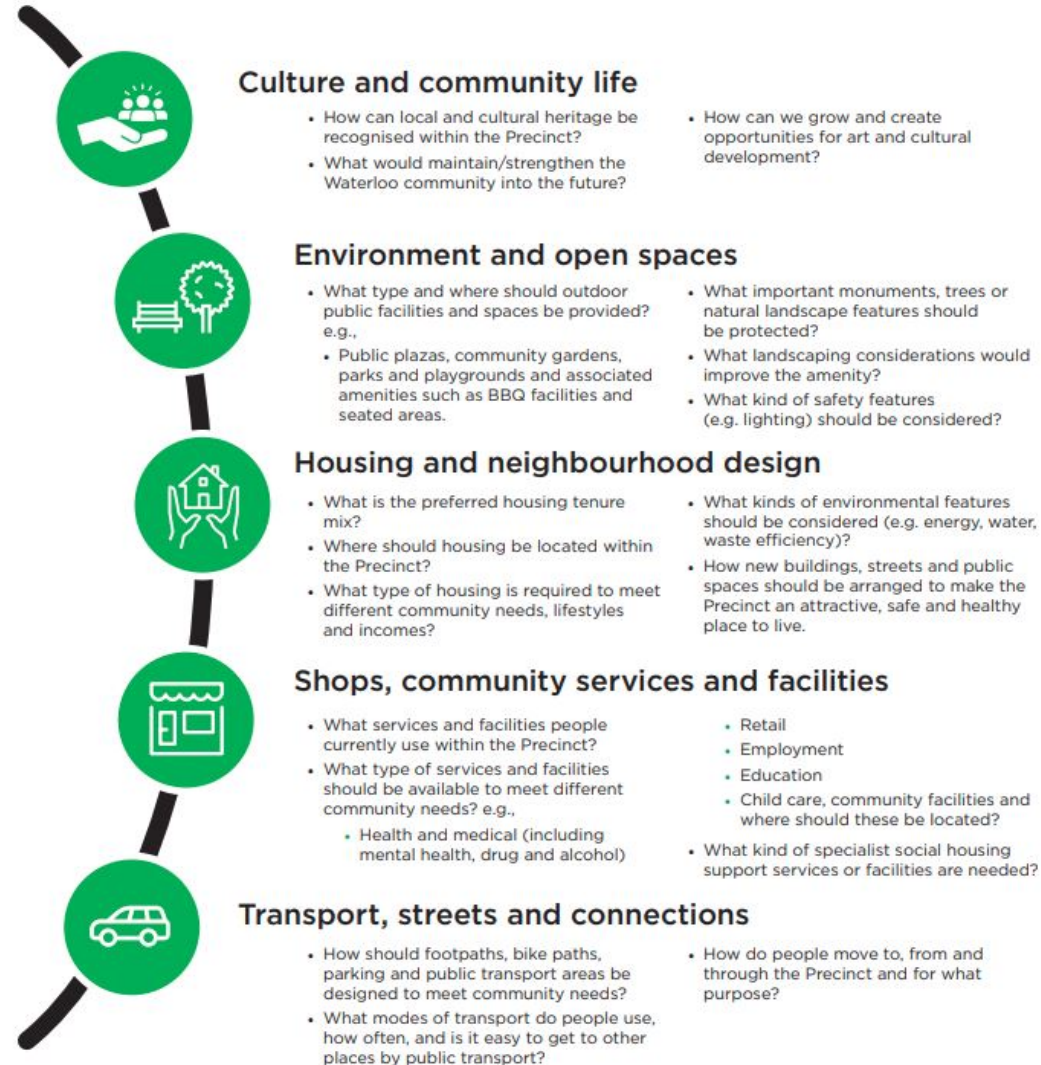 Culture and community life
• How can local and cultural heritage be
recognised within the Precinct?
• What would maintain/strengthen the
Waterloo community into the future?
• How can we grow and create
opportunities for art and cultural
development?
Environment and open spaces
• What type and where should outdoor
public facilities and spaces be provided?
e.g.,
• Public plazas, community gardens,
parks and playgrounds and associated
amenities such as BBQ facilities and
seated areas.
• What important monuments, trees or
natural landscape features should
be protected?
• What landscaping considerations would
improve the amenity?
• What kind of safety features
(e.g. lighting) should be considered?
Housing and neighbourhood design
• What is the preferred housing tenure
mix?
• Where should housing be located within
the Precinct?
• What type of housing is required to meet
different community needs, lifestyles
and incomes?
• What kinds of environmental features
should be considered (e.g. energy, water,
waste efficiency)?
• How new buildings, streets and public
spaces should be arranged to make the
Precinct an attractive, safe and healthy
place to live.
Shops, community services and facilities
• What services and facilities people
currently use within the Precinct?
• What type of services and facilities
should be available to meet different
community needs? e.g.,
• Health and medical (including
mental health, drug and alcohol)
• Retail
• Employment
• Education
• Child care, community facilities and
where should these be located?
• What kind of specialist social housing
support services or facilities are needed?
Transport, streets and connections
• How should footpaths, bike paths,
parking and public transport areas be
designed to meet community needs?
• What modes of transport do people use,
how often, and is it easy to get to other
places by public transport?
• How do people move to, from and
through the Precinct and for what
purpose?